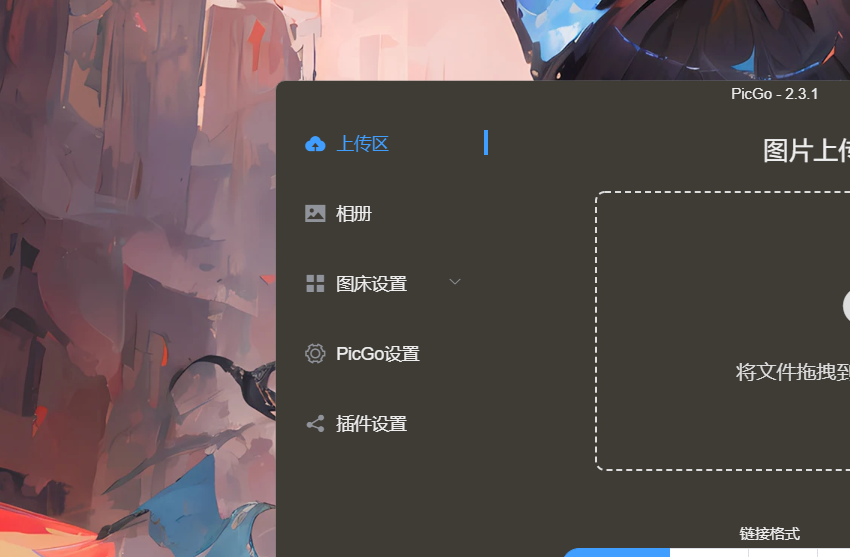 PicGo - 2.3.1
上传区
图片上传
相册
图床设置
PicGo设置
将文件拖拽到
插件设置
链接格式